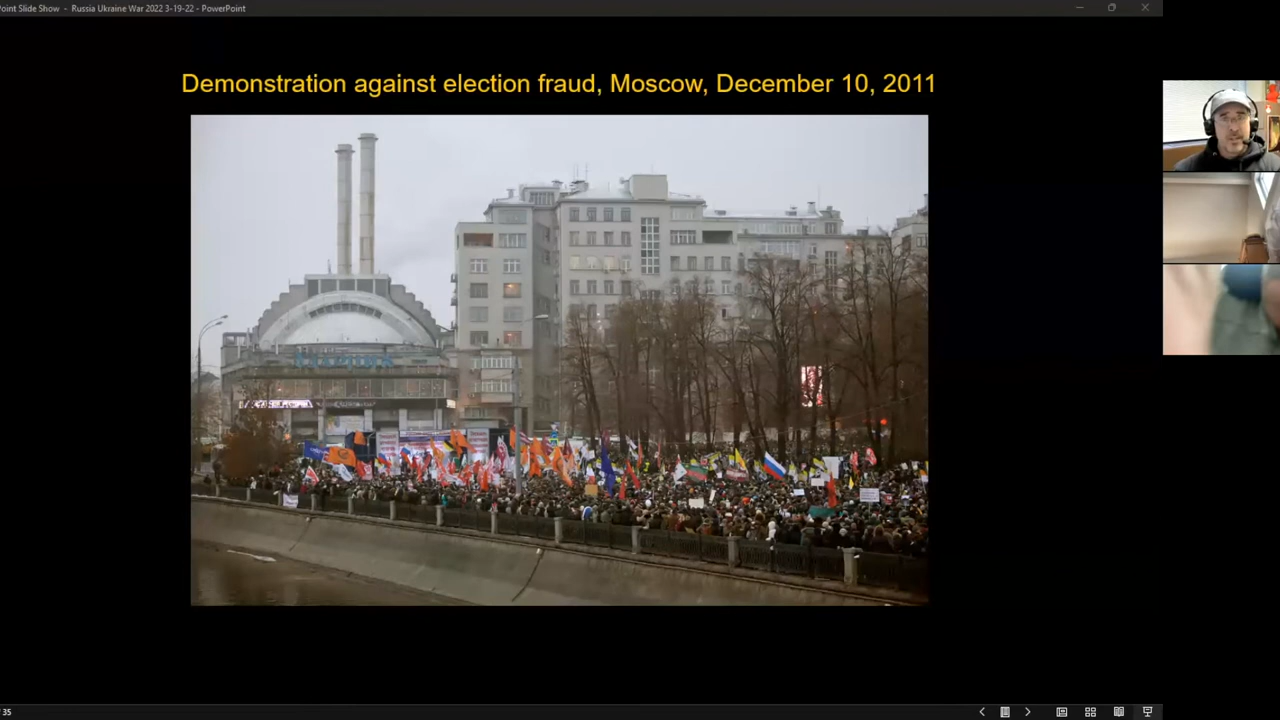 Point Slide Show - Russia Ukraine War 2022 3-19-22 - PowerPoint
Demonstration against election fraud, Moscow, December 10, 2011
35